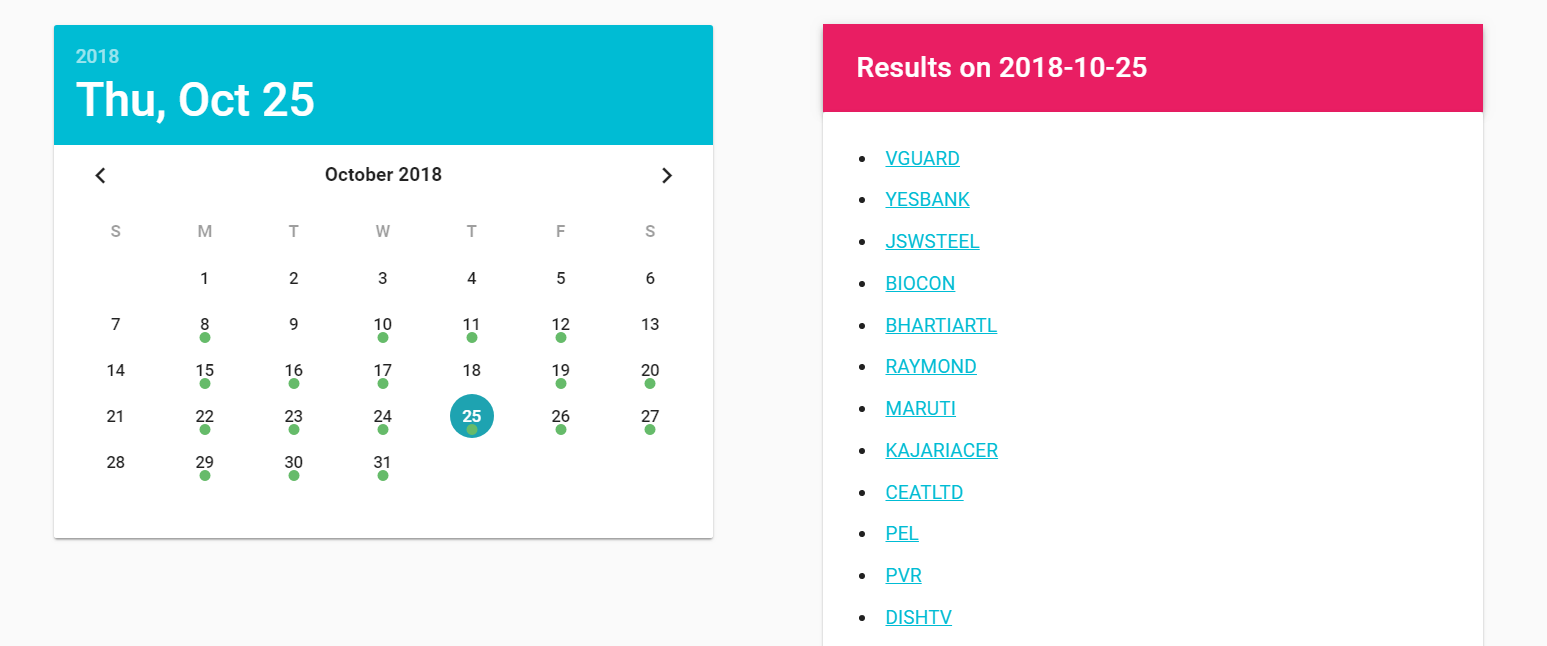 2018
Thu, Oct 25
October 2018
S M T W T F S
1 2 3 4 5 6
7 8 9 10 11 12 13
14 15 16 17 18 19 20
21 22 23 24 25 26 27
28 29 30 31
Results on 2018-10-25
VGUARD
YESBANK
JSWSTEEL
BIOCON
BHARTIARTL
RAYMOND
MARUTI
KAJARIACER
CEATLTD
PEL
PVR
DISHTV